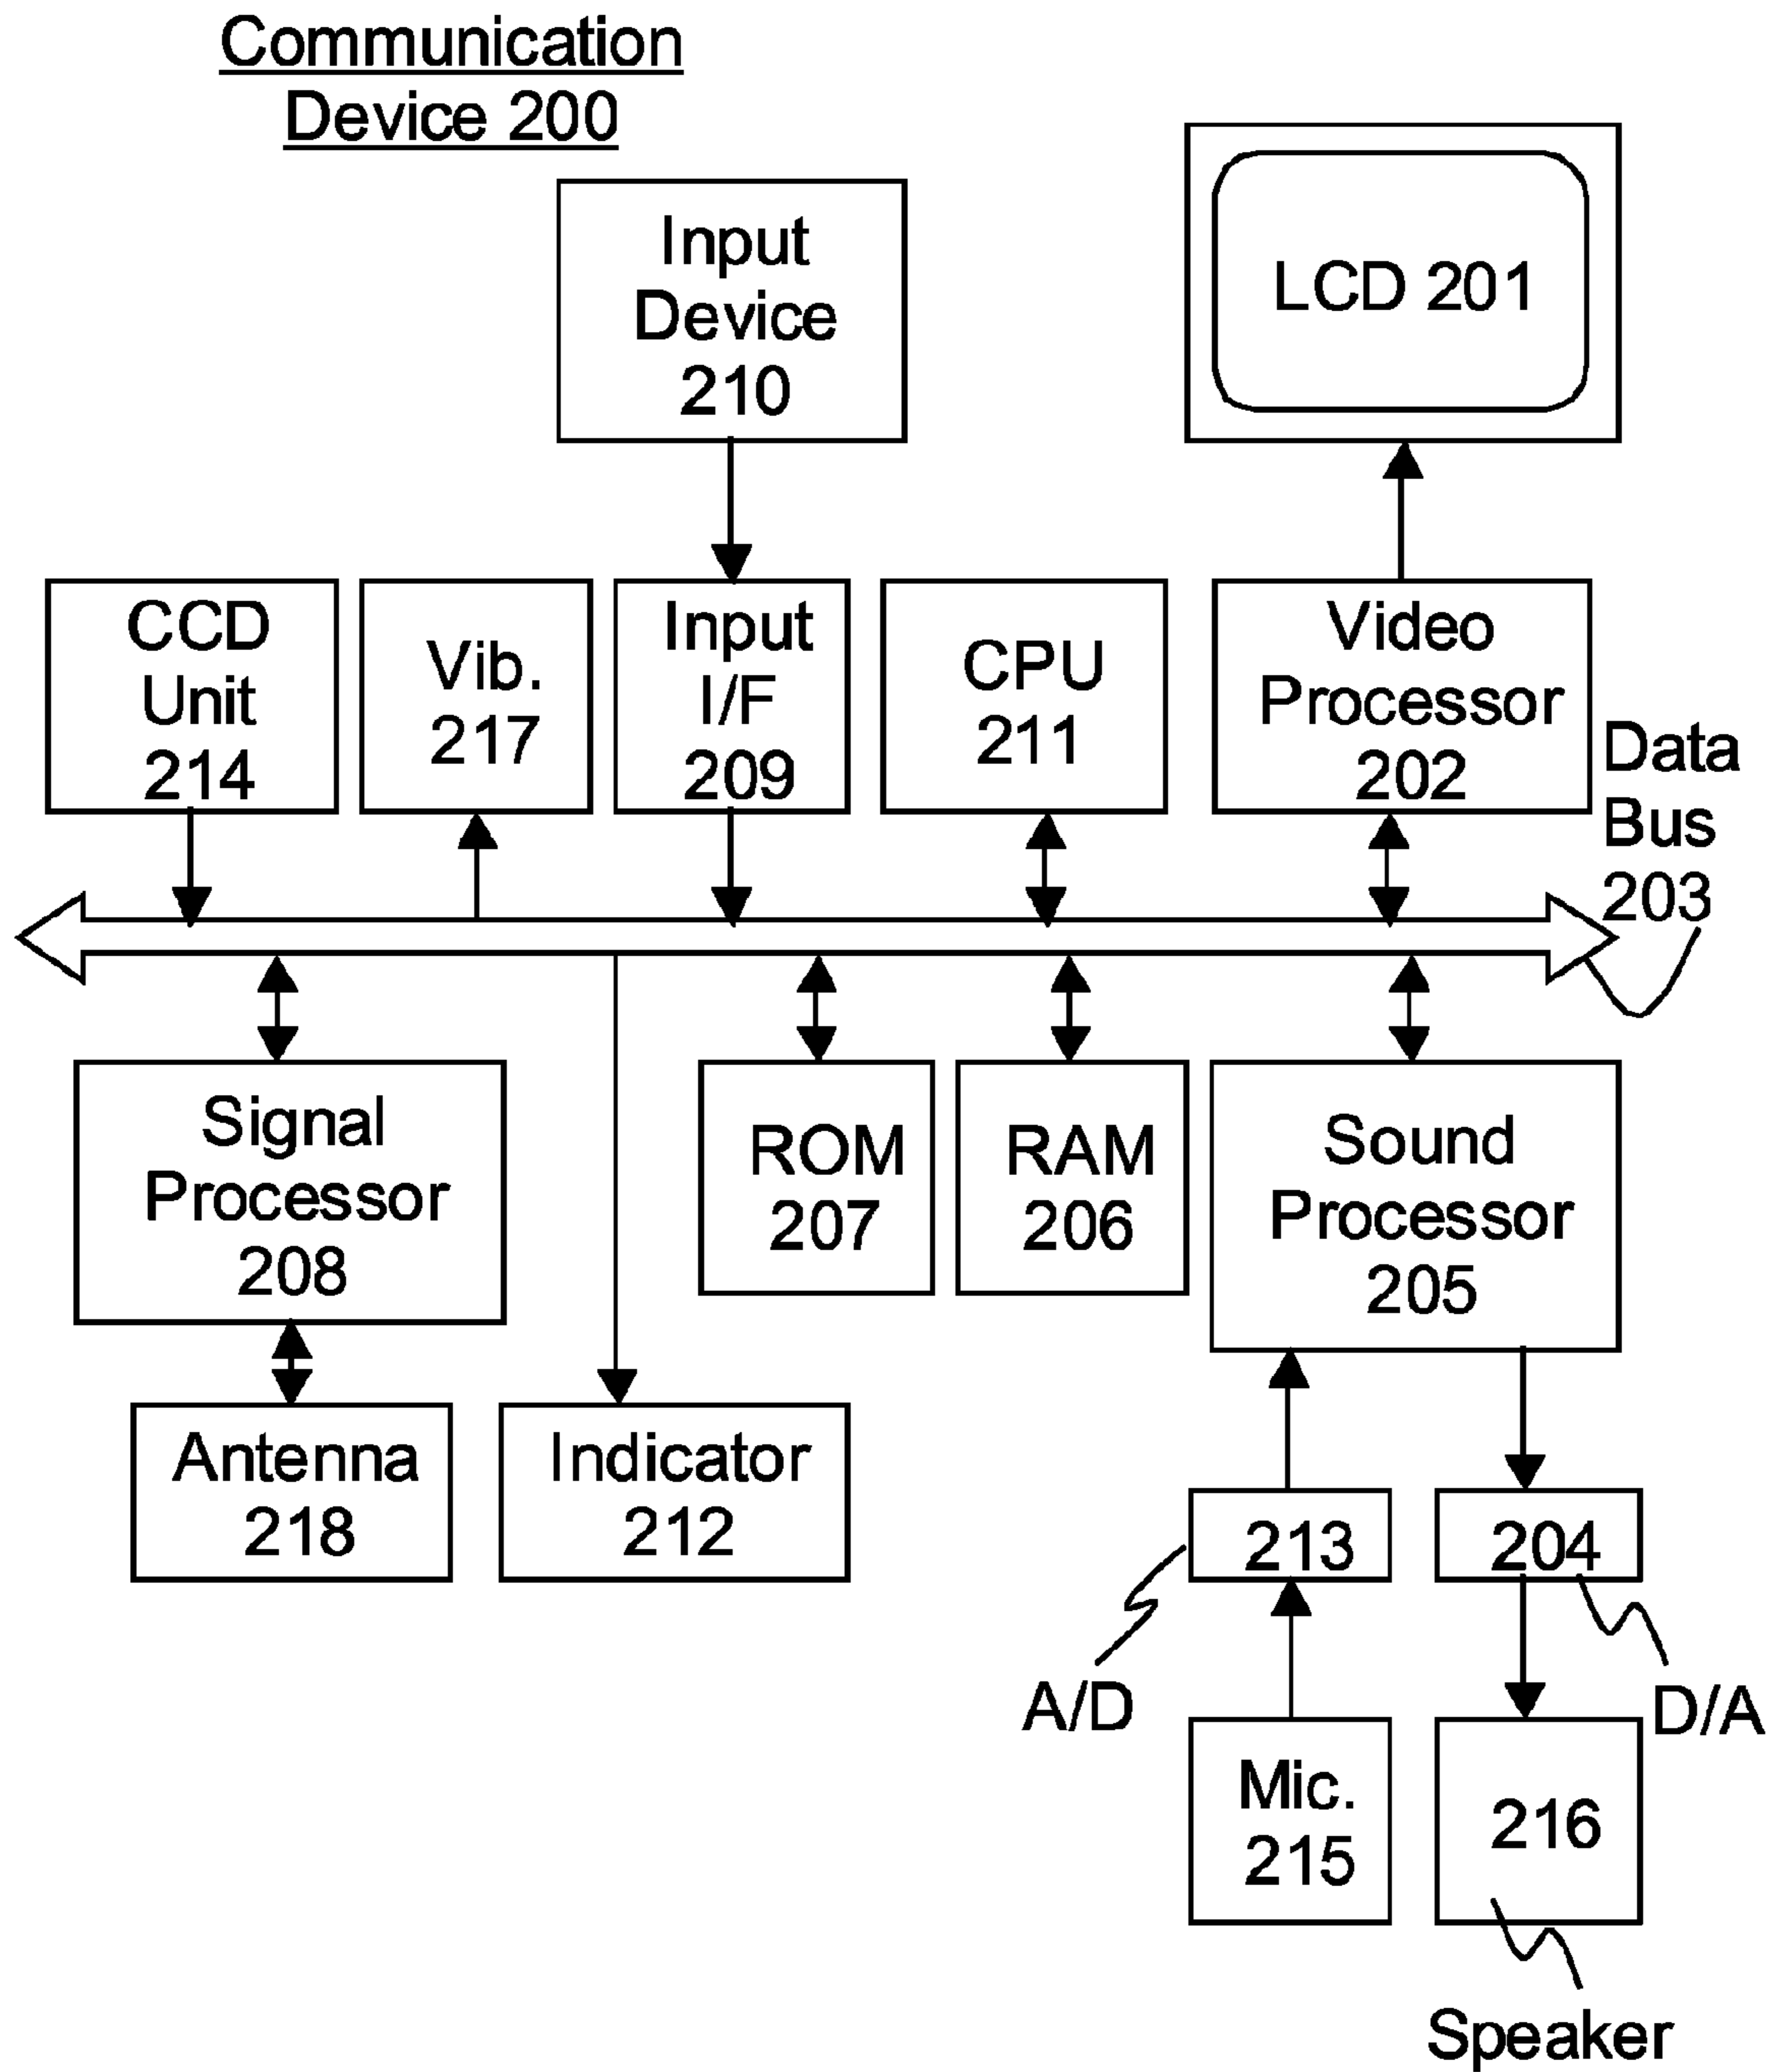 Communication
Device 200
Input
Device
210
LCD 201
CCD
Unit
214
Vib.
217
Input
I/F
209
CPU
211
Video
Processor
202
Data
Bus
203
Signal
Processor
208
ROM
207
RAM
206
Sound
Processor
205
Antenna
218
Indicator
212
213
204
A/D
D/A
Mic.
215
216
Speaker